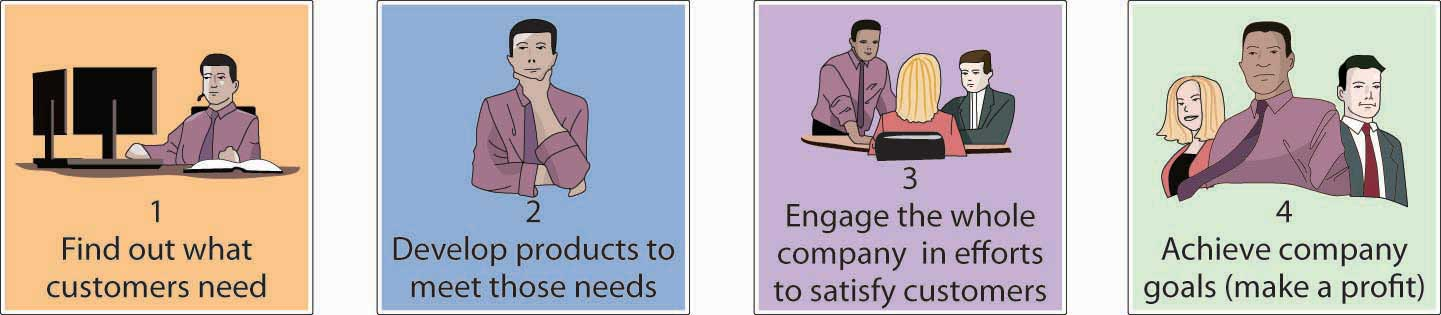 1
Find out what
customers need
2
Develop products to
meet those needs
3
Engage the whole
company in efforts
to satisfy customers
4
Achieve company
goals (make a profit)